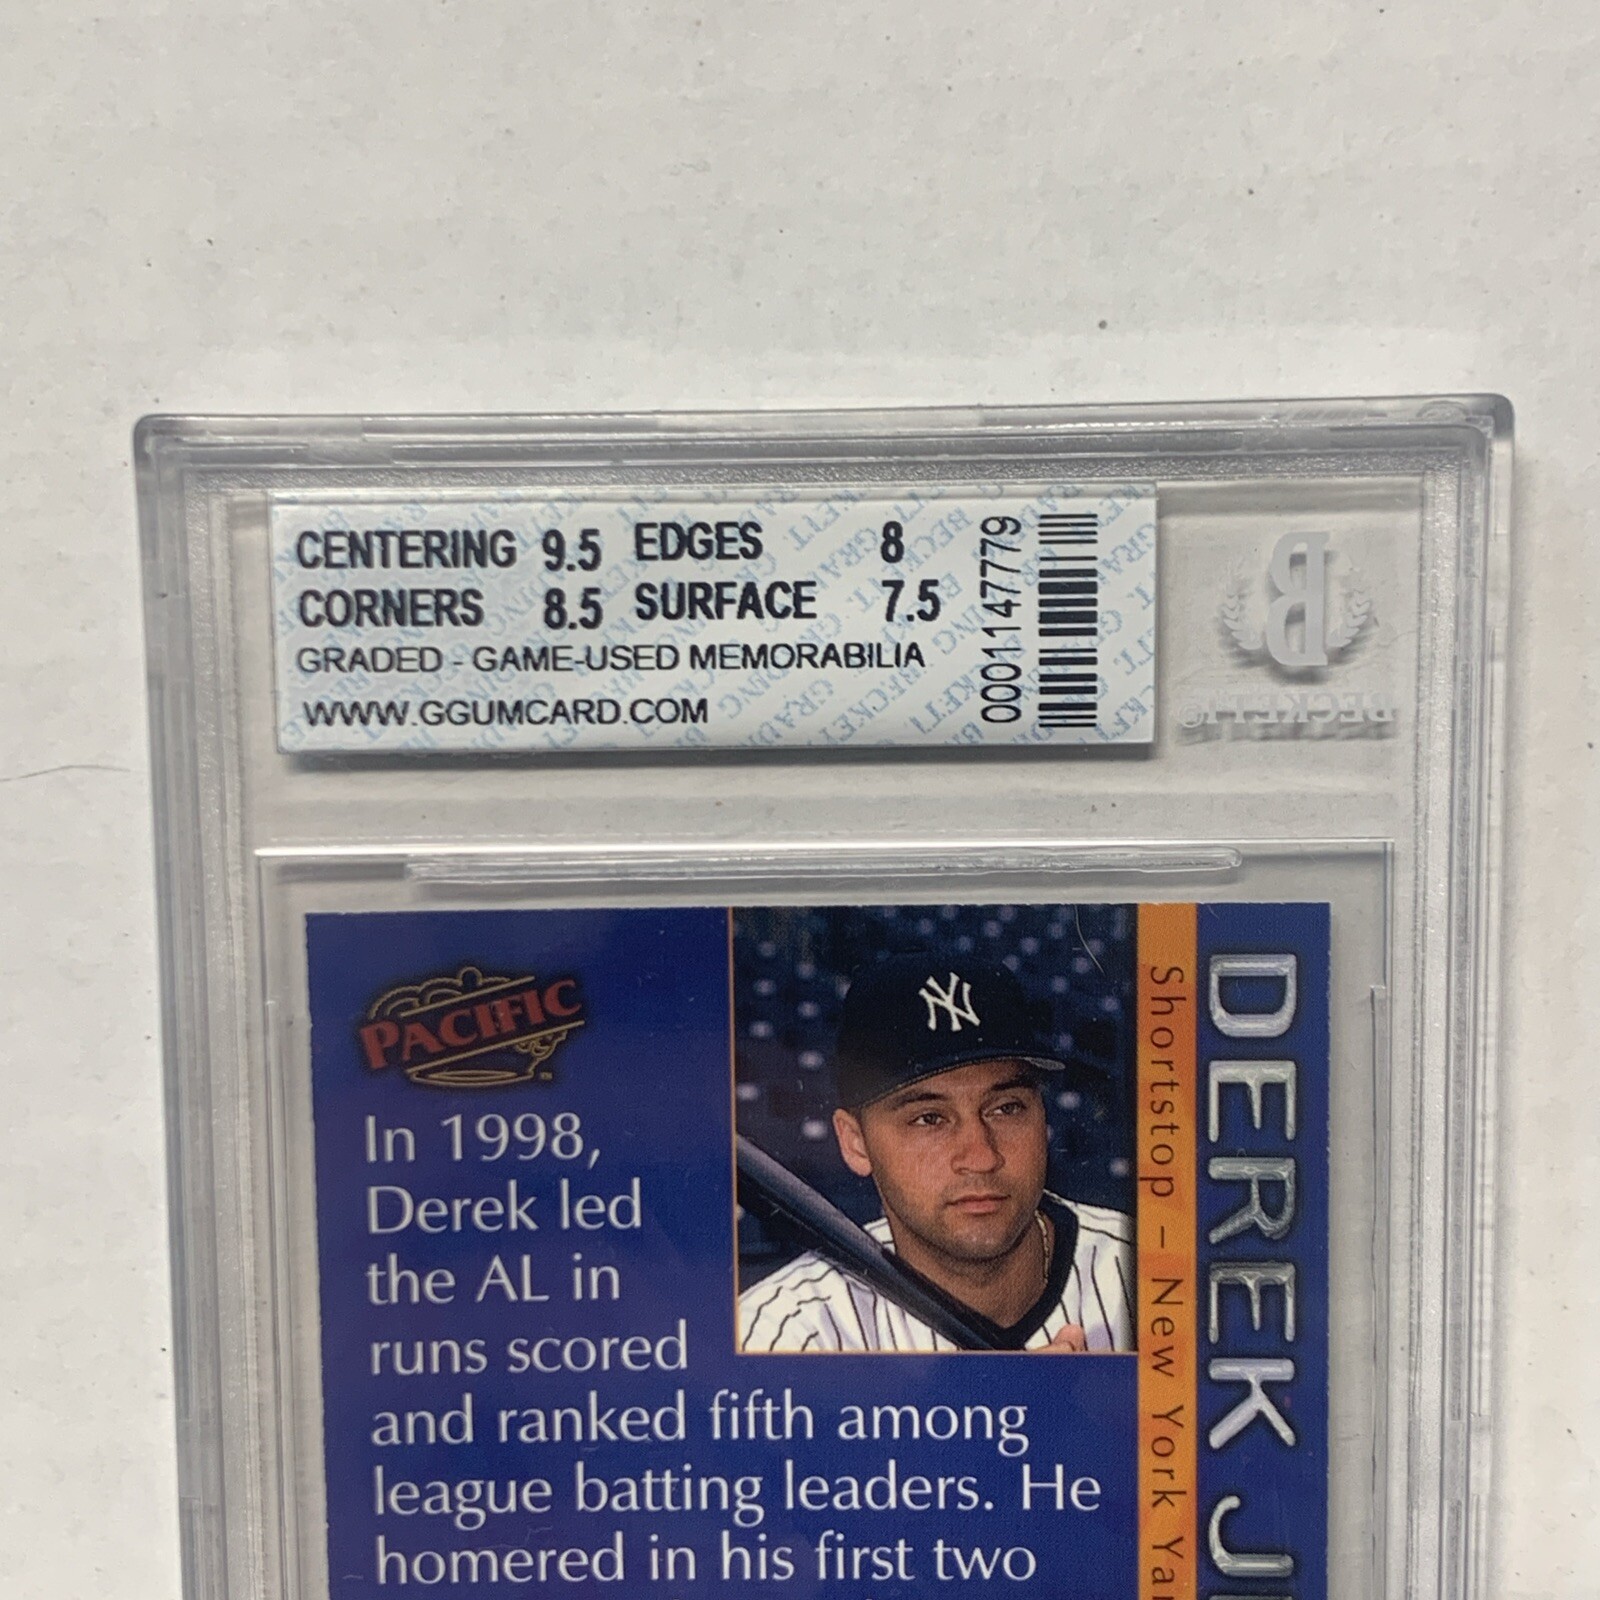 CENTERING 9.5 EDGES 8
CORNERS 8.5 SURFACE 7.5
GRADED - GAME-USED MEMORABILIA
WWW.GGUMCARD.COM
0001147779
B
BECKETT
PACIFIC
In 1998,
Derek led
the AL in
runs scored
and ranked fifth among
league batting leaders. He
homered in his first two
NY
Shortstop - New York Yan
DEREK J